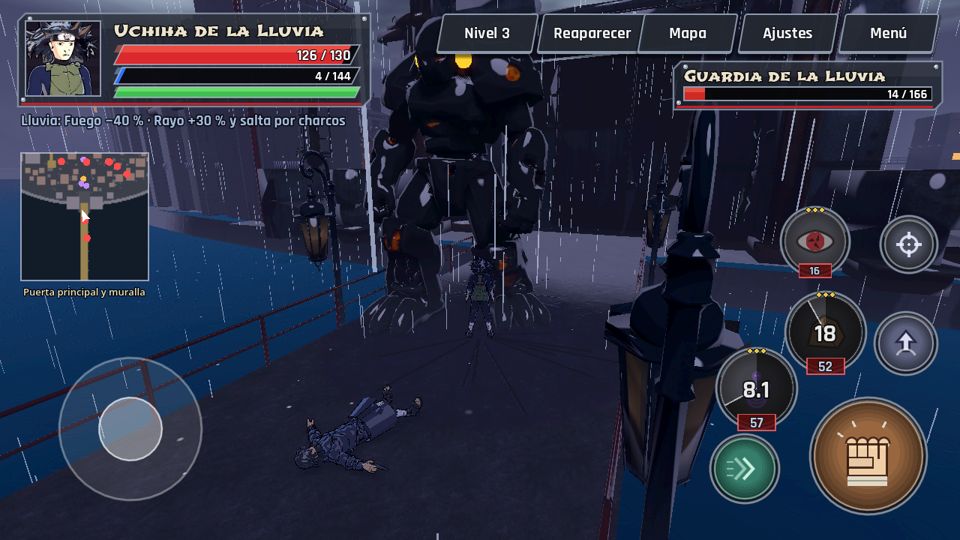 Uchiha de la Lluvia
126 / 130
4 / 144
Lluvia: Fuego −40 % · Rayo +30 % y salta por charcos
Nivel 3
Reaparecer
Mapa
Ajustes
Menú
Guardia de la Lluvia
14 / 166
Puerta principal y muralla
16
18
52
8.1
57